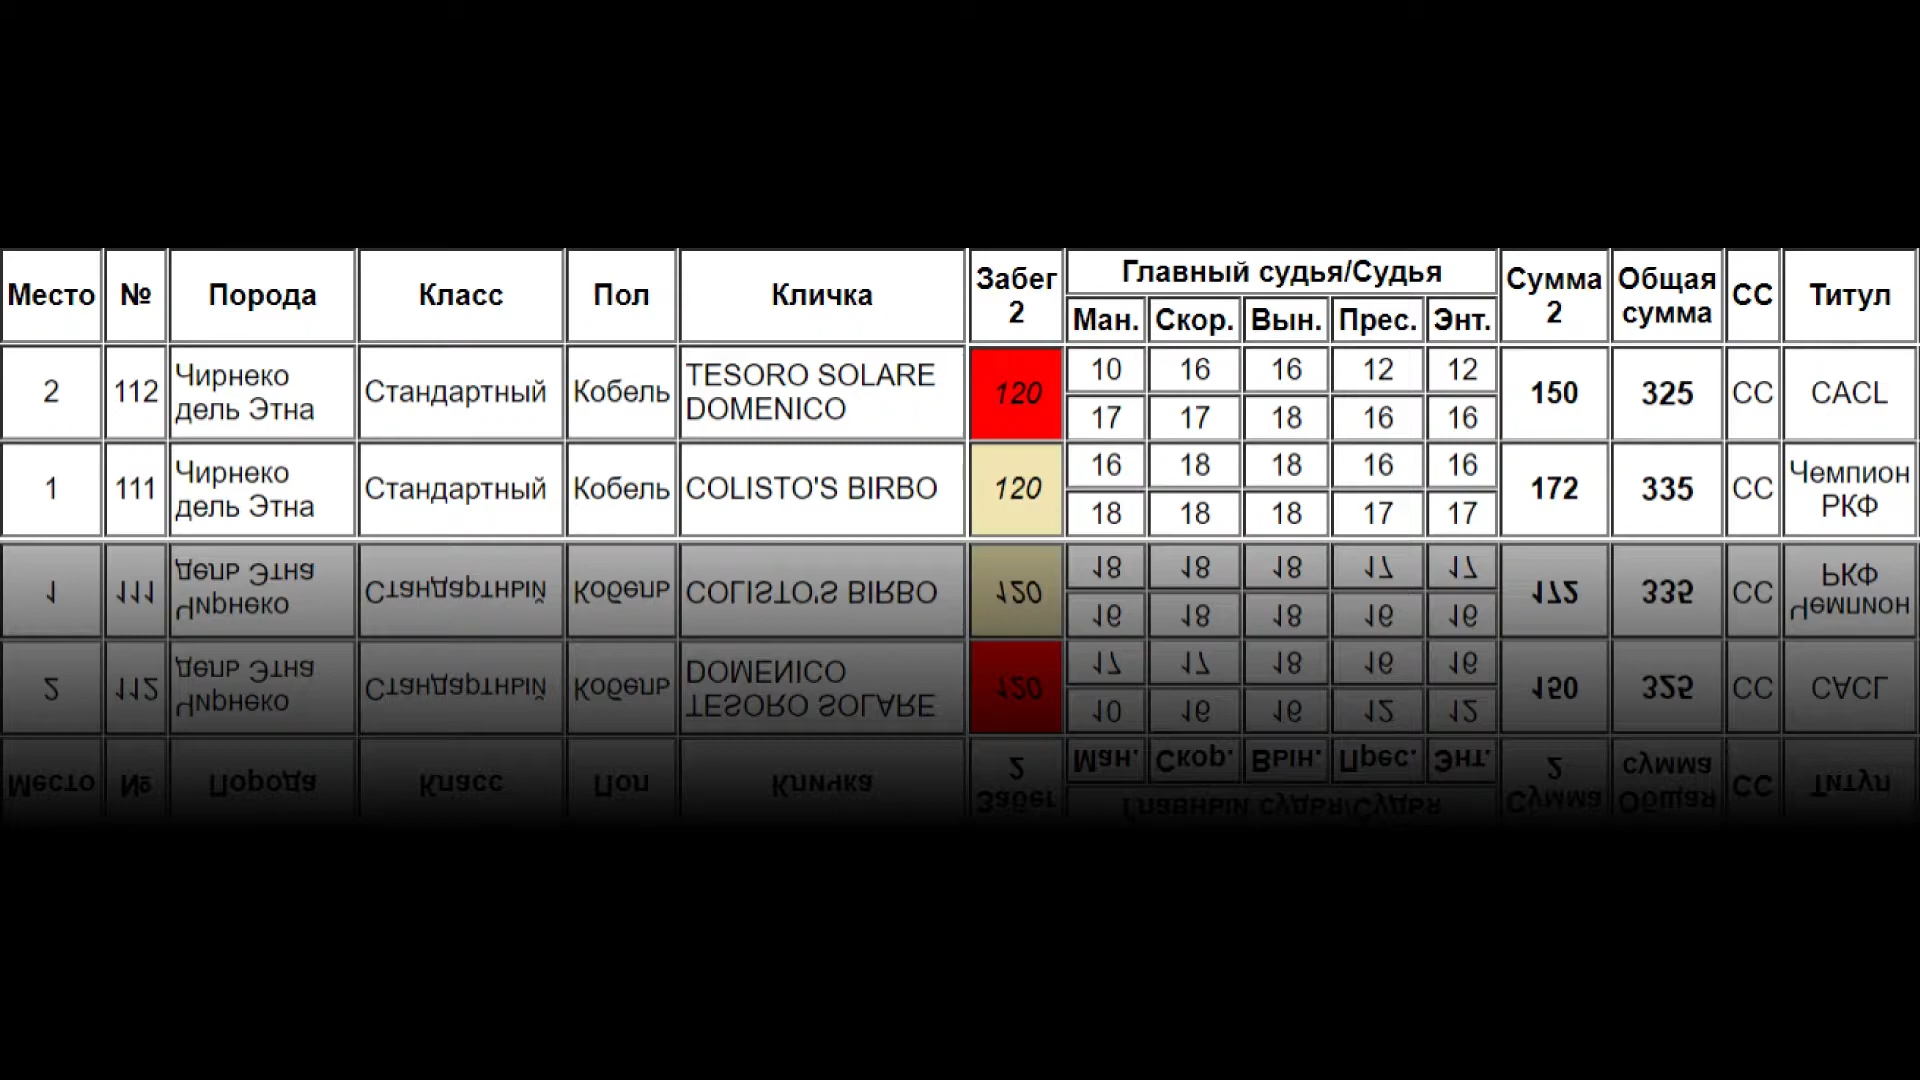 Место № Порода Класс Пол Кличка Забег 2 Главный судья/Судья Сумма 2 Общая сумма СС Титул
Ман. Скор. Вын. Прес. Энт.
2 112 Чирнеко дель Этна Стандартный Кобель TESORO SOLARE DOMENICO 120 10 16 16 12 12 150 325 СС CACL
17 17 18 16 16
1 111 Чирнеко дель Этна Стандартный Кобель COLISTO'S BIRBO 120 16 18 18 16 16 172 335 СС Чемпион РКФ
18 18 18 17 17